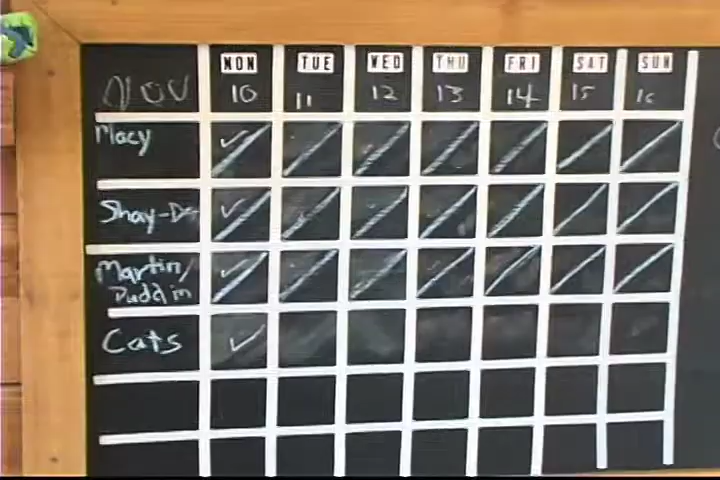 NOV MON TUE WED THU FRI SAT SUN
10 11 12 13 14 15 16
Macy
Shay-De
Martin/
Puddin
Cats